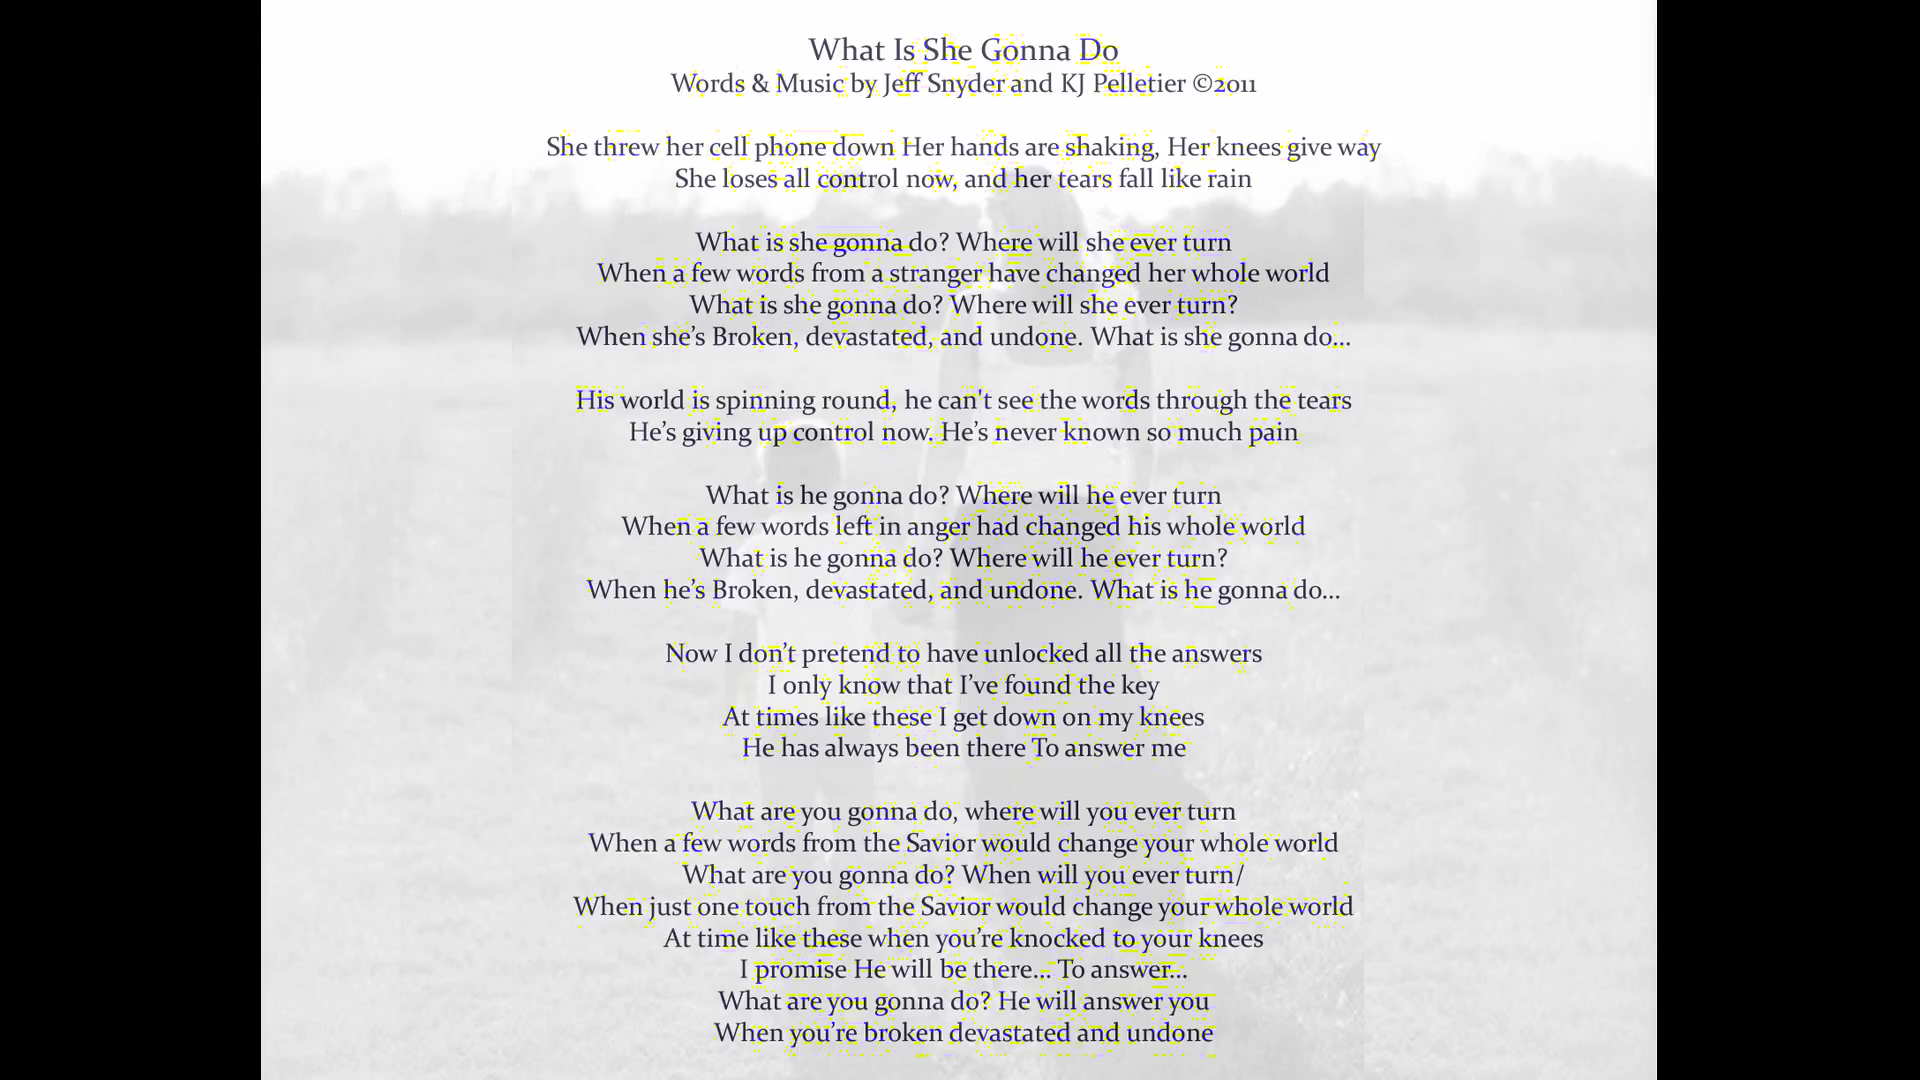 What Is She Gonna Do
Words & Music by Jeff Snyder and KJ Pelletier ©2011
She threw her cell phone down Her hands are shaking, Her knees give way
She loses all control now, and her tears fall like rain
What is she gonna do? Where will she ever turn
When a few words from a stranger have changed her whole world
What is she gonna do? Where will she ever turn?
When she’s Broken, devastated, and undone. What is she gonna do...
His world is spinning round, he can't see the words through the tears
He’s giving up control now. He’s never known so much pain
What is he gonna do? Where will he ever turn
When a few words left in anger had changed his whole world
What is he gonna do? Where will he ever turn?
When he’s Broken, devastated, and undone. What is he gonna do...
Now I don’t pretend to have unlocked all the answers
I only know that I’ve found the key
At times like these I get down on my knees
He has always been there To answer me
What are you gonna do, where will you ever turn
When a few words from the Savior would change your whole world
What are you gonna do? When will you ever turn/
When just one touch from the Savior would change your whole world
At time like these when you’re knocked to your knees
I promise He will be there... To answer...
What are you gonna do? He will answer you
When you’re broken devastated and undone